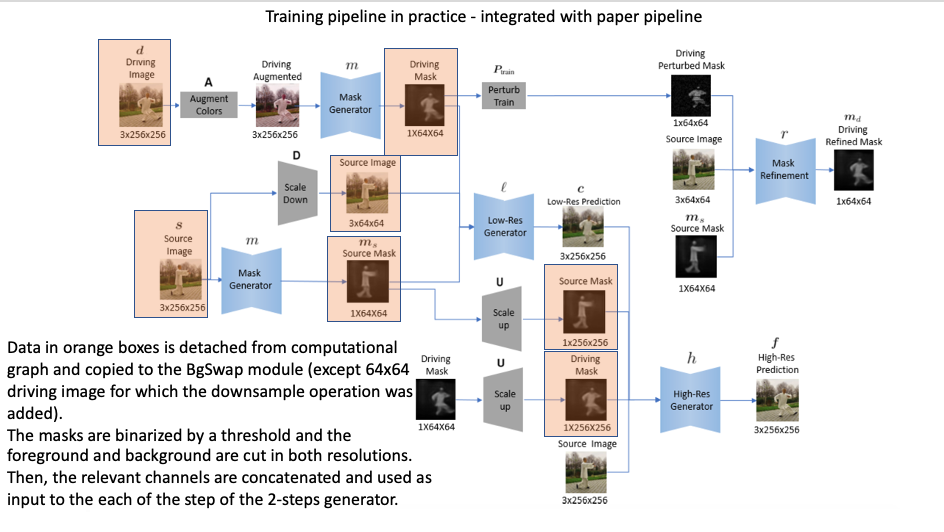 Training pipeline in practice - integrated with paper pipeline
d
Driving
Image
3x256x256
A
Augment
Colors
Driving
Augmented
3x256x256
m
Mask
Generator
Driving
Mask
1X64X64
P_train
Perturb
Train
Driving
Perturbed Mask
1x64x64
Source Image
3x64x64
m_s
Source Mask
1X64X64
r
Mask
Refinement
m_d
Driving
Refined Mask
1x64x64
D
Scale
Down
Source Image
3x64x64
s
Source
Image
3x256x256
m
Mask
Generator
m_s
Source Mask
1X64X64
ℓ
Low-Res
Generator
c
Low-Res Prediction
3x256x256
U
Scale
up
Source Mask
1x256x256
Driving
Mask
1X64X64
U
Scale
up
Driving
Mask
1X256X256
Source Image
3x256x256
h
High-Res
Generator
f
High-Res
Prediction
3x256x256
Data in orange boxes is detached from computational
graph and copied to the BgSwap module (except 64x64
driving image for which the downsample operation was
added).
The masks are binarized by a threshold and the
foreground and background are cut in both resolutions.
Then, the relevant channels are concatenated and used as
input to the each of the step of the 2-steps generator.